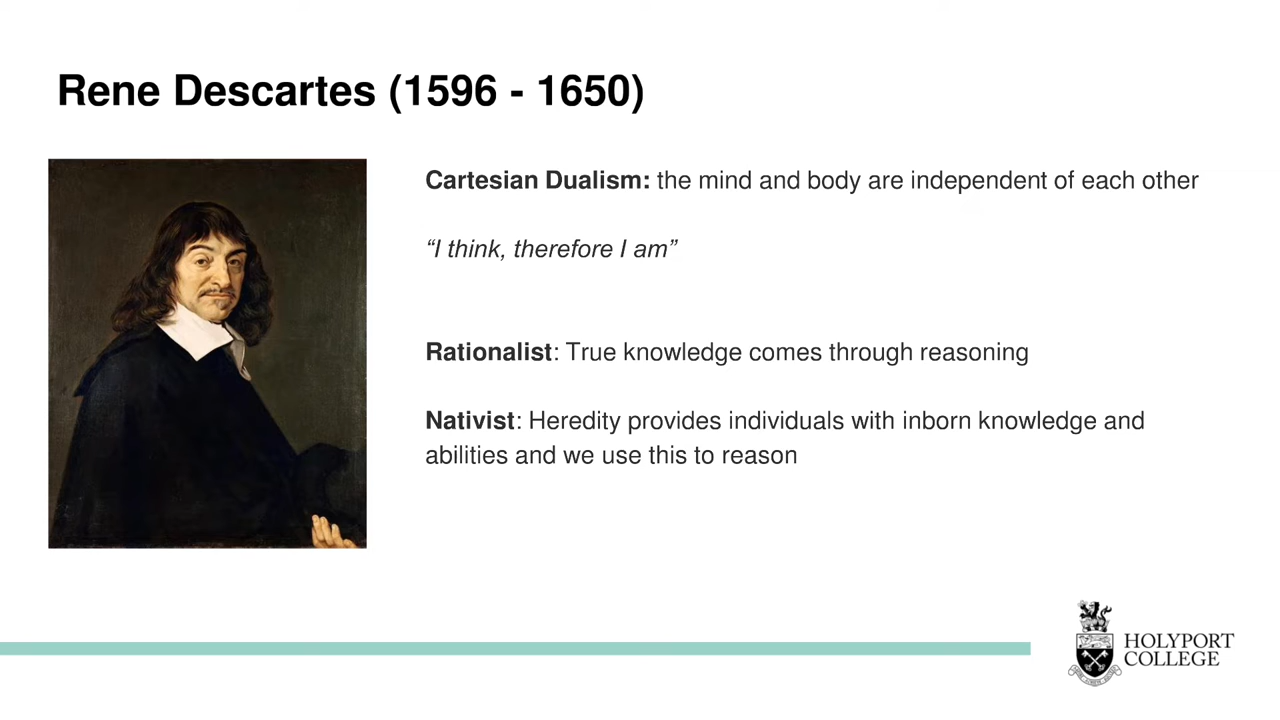 Rene Descartes (1596 - 1650)
Cartesian Dualism: the mind and body are independent of each other
“I think, therefore I am”
Rationalist: True knowledge comes through reasoning
Nativist: Heredity provides individuals with inborn knowledge and
abilities and we use this to reason
HOLYPORT
COLLEGE